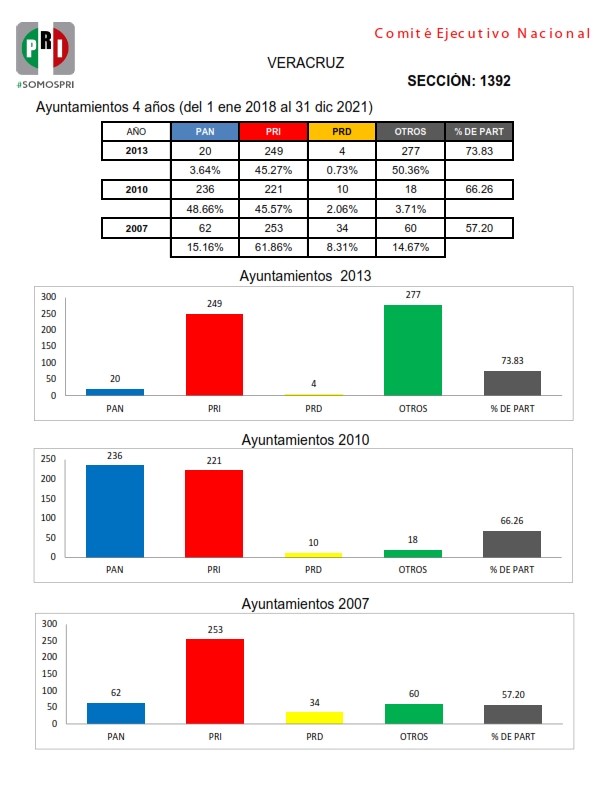 Comité Ejecutivo Nacional
PRI
#SOMOSPRI
VERACRUZ
SECCIÓN: 1392
Ayuntamientos 4 años (del 1 ene 2018 al 31 dic 2021)
AÑO PAN PRI PRD OTROS % DE PART
2013 20 249 4 277 73.83
3.64% 45.27% 0.73% 50.36%
2010 236 221 10 18 66.26
48.66% 45.57% 2.06% 3.71%
2007 62 253 34 60 57.20
15.16% 61.86% 8.31% 14.67%
Ayuntamientos 2013
300
250
200
150
100
50
0
20 249 4 277 73.83
PAN PRI PRD OTROS % DE PART
Ayuntamientos 2010
250
200
150
100
50
0
236 221 10 18 66.26
PAN PRI PRD OTROS % DE PART
Ayuntamientos 2007
300
250
200
150
100
50
0
62 253 34 60 57.20
PAN PRI PRD OTROS % DE PART